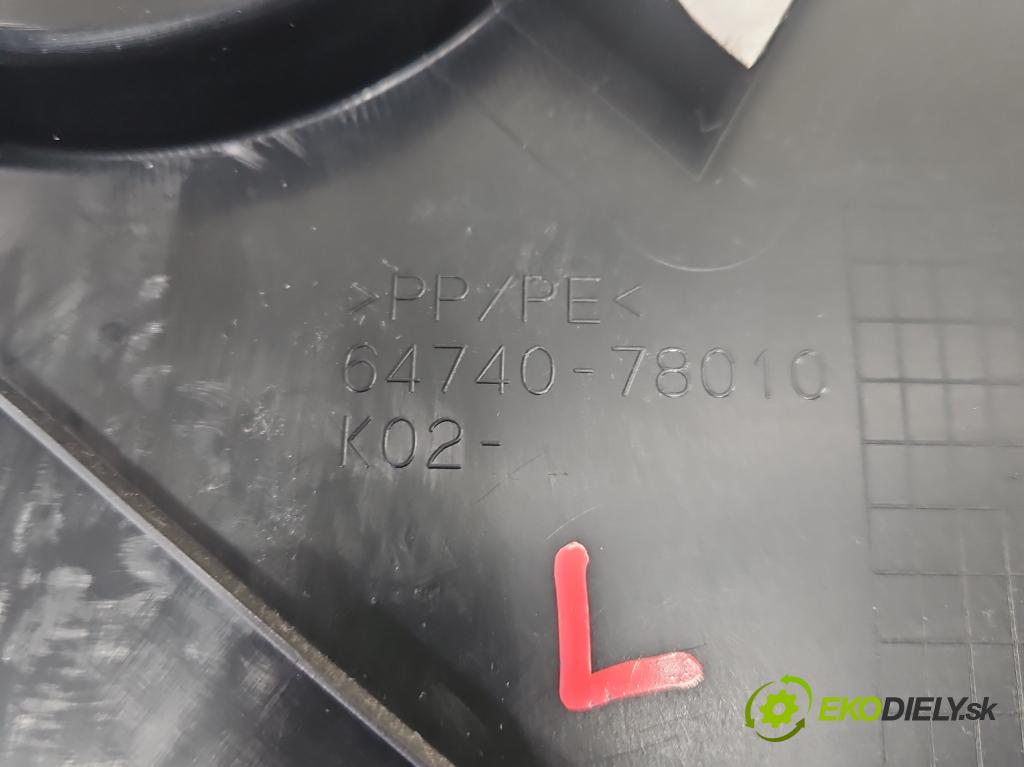 >PP/PE<
64740-78010
K02-
L
EKODIELY.sk